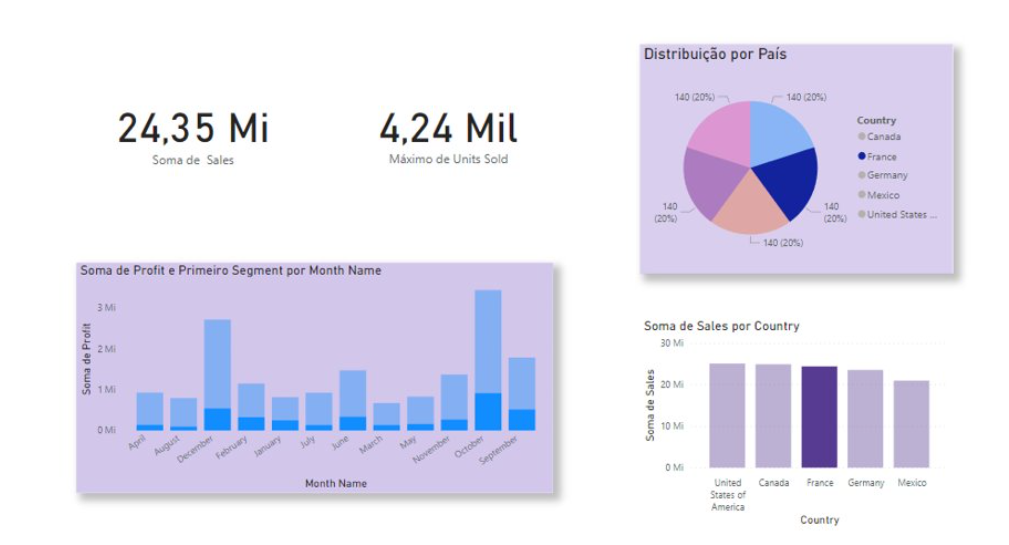 24,35 Mi
Soma de Sales
4,24 Mil
Máximo de Units Sold
Distribuição por País
140 (20%)
140 (20%)
140
(20%)
140
(20%)
140 (20%)
Country
Canada
France
Germany
Mexico
United States ...
Soma de Profit e Primeiro Segment por Month Name
Soma de Profit
3 Mi
2 Mi
1 Mi
0 Mi
April
August
December
February
January
July
June
March
May
November
October
September
Month Name
Soma de Sales por Country
Soma de Sales
30 Mi
20 Mi
10 Mi
0 Mi
United
States of
America
Canada
France
Germany
Mexico
Country